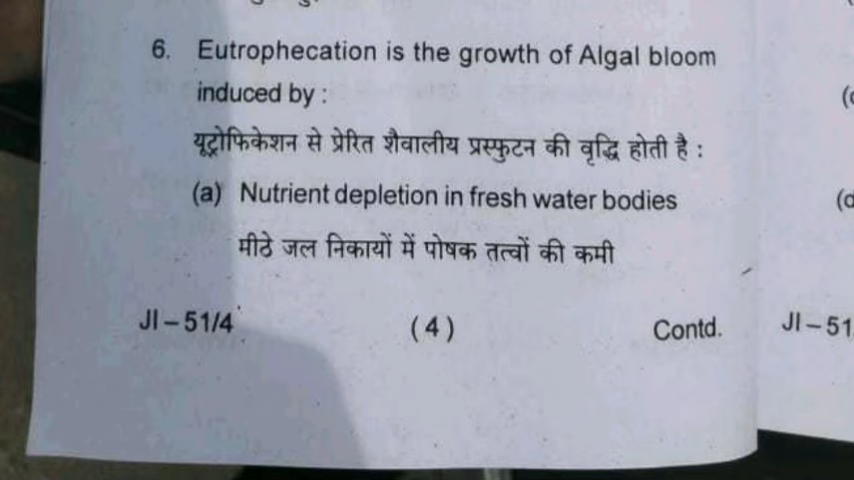 6. Eutrophecation is the growth of Algal bloom
induced by :
यूट्रोफिकेशन से प्रेरित शैवालीय प्रस्फुटन की वृद्धि होती है :
(a) Nutrient depletion in fresh water bodies
मीठे जल निकायों में पोषक तत्वों की कमी
JI – 51/4
(4)
Contd.
JI – 51